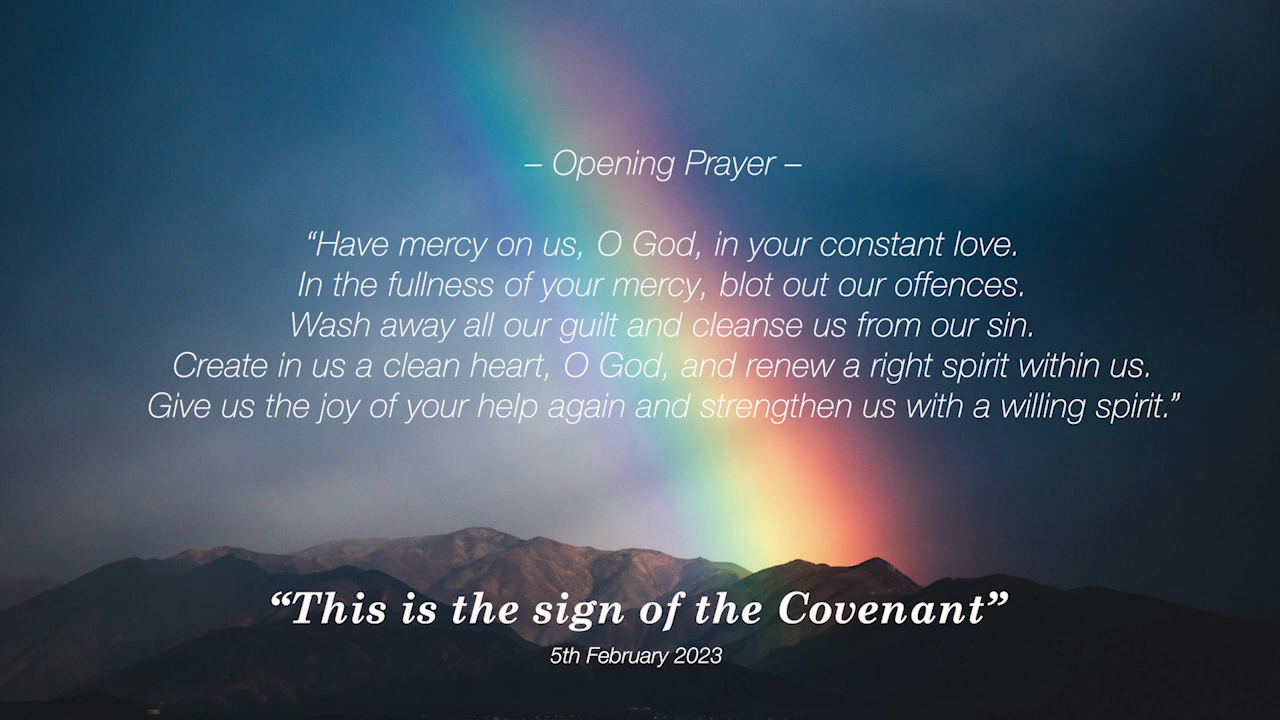 – Opening Prayer –
“Have mercy on us, O God, in your constant love.
In the fullness of your mercy, blot out our offences.
Wash away all our guilt and cleanse us from our sin.
Create in us a clean heart, O God, and renew a right spirit within us.
Give us the joy of your help again and strengthen us with a willing spirit.”
“This is the sign of the Covenant”
5th February 2023